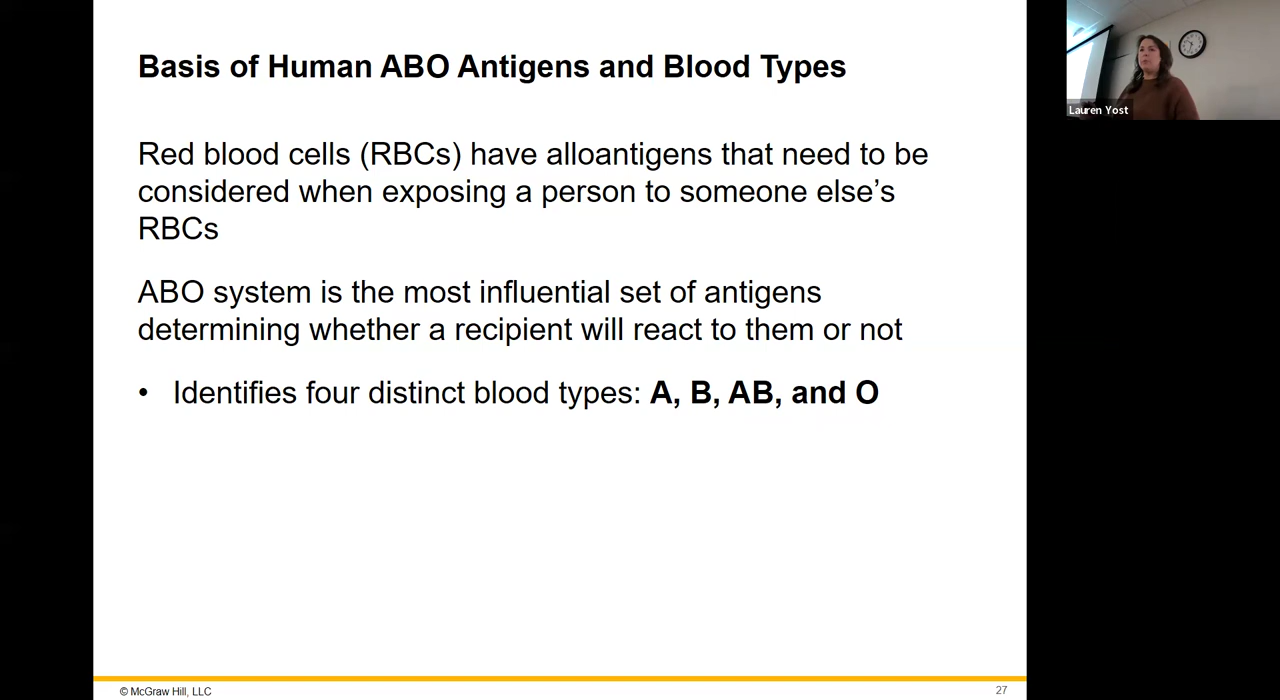 Basis of Human ABO Antigens and Blood Types
Red blood cells (RBCs) have alloantigens that need to be
considered when exposing a person to someone else’s
RBCs
ABO system is the most influential set of antigens
determining whether a recipient will react to them or not
• Identifies four distinct blood types: A, B, AB, and O
Lauren Yost
© McGraw Hill, LLC
27